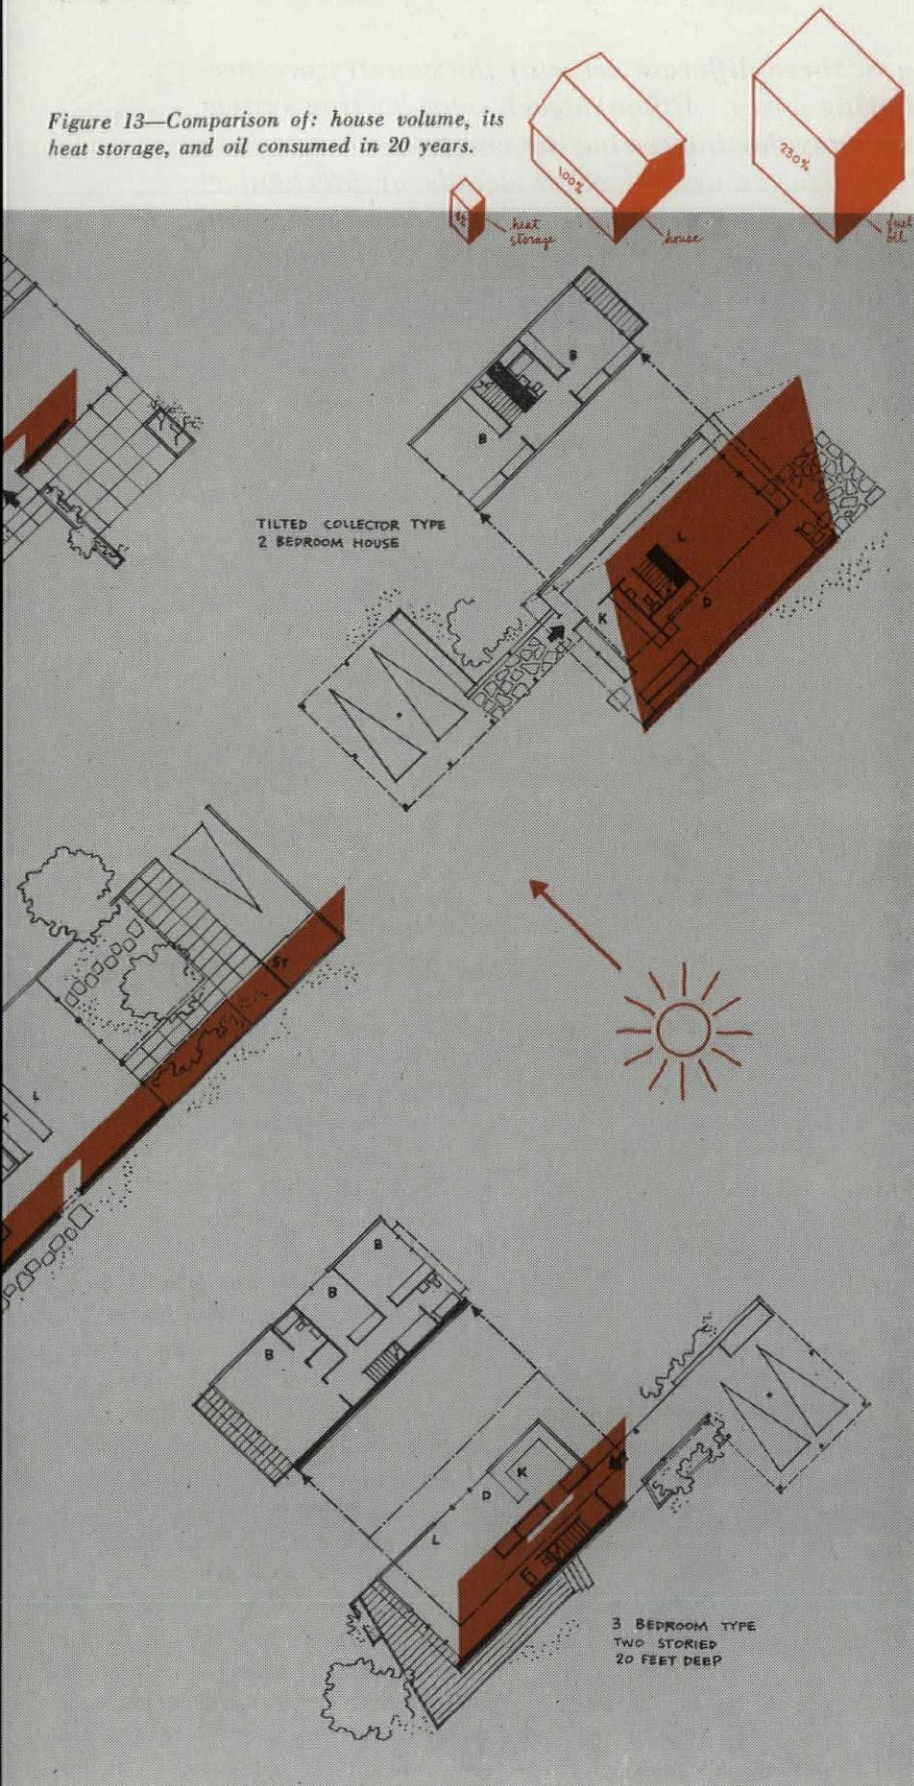 Figure 13—Comparison of: house volume, its
heat storage, and oil consumed in 20 years.
100%
230%
heat
storage
house
fuel
oil
B
B
TILTED COLLECTOR TYPE
2 BEDROOM HOUSE
L
D
K
ST
L
B
B
B
K
D
L
3 BEDROOM TYPE
TWO STORIED
20 FEET DEEP